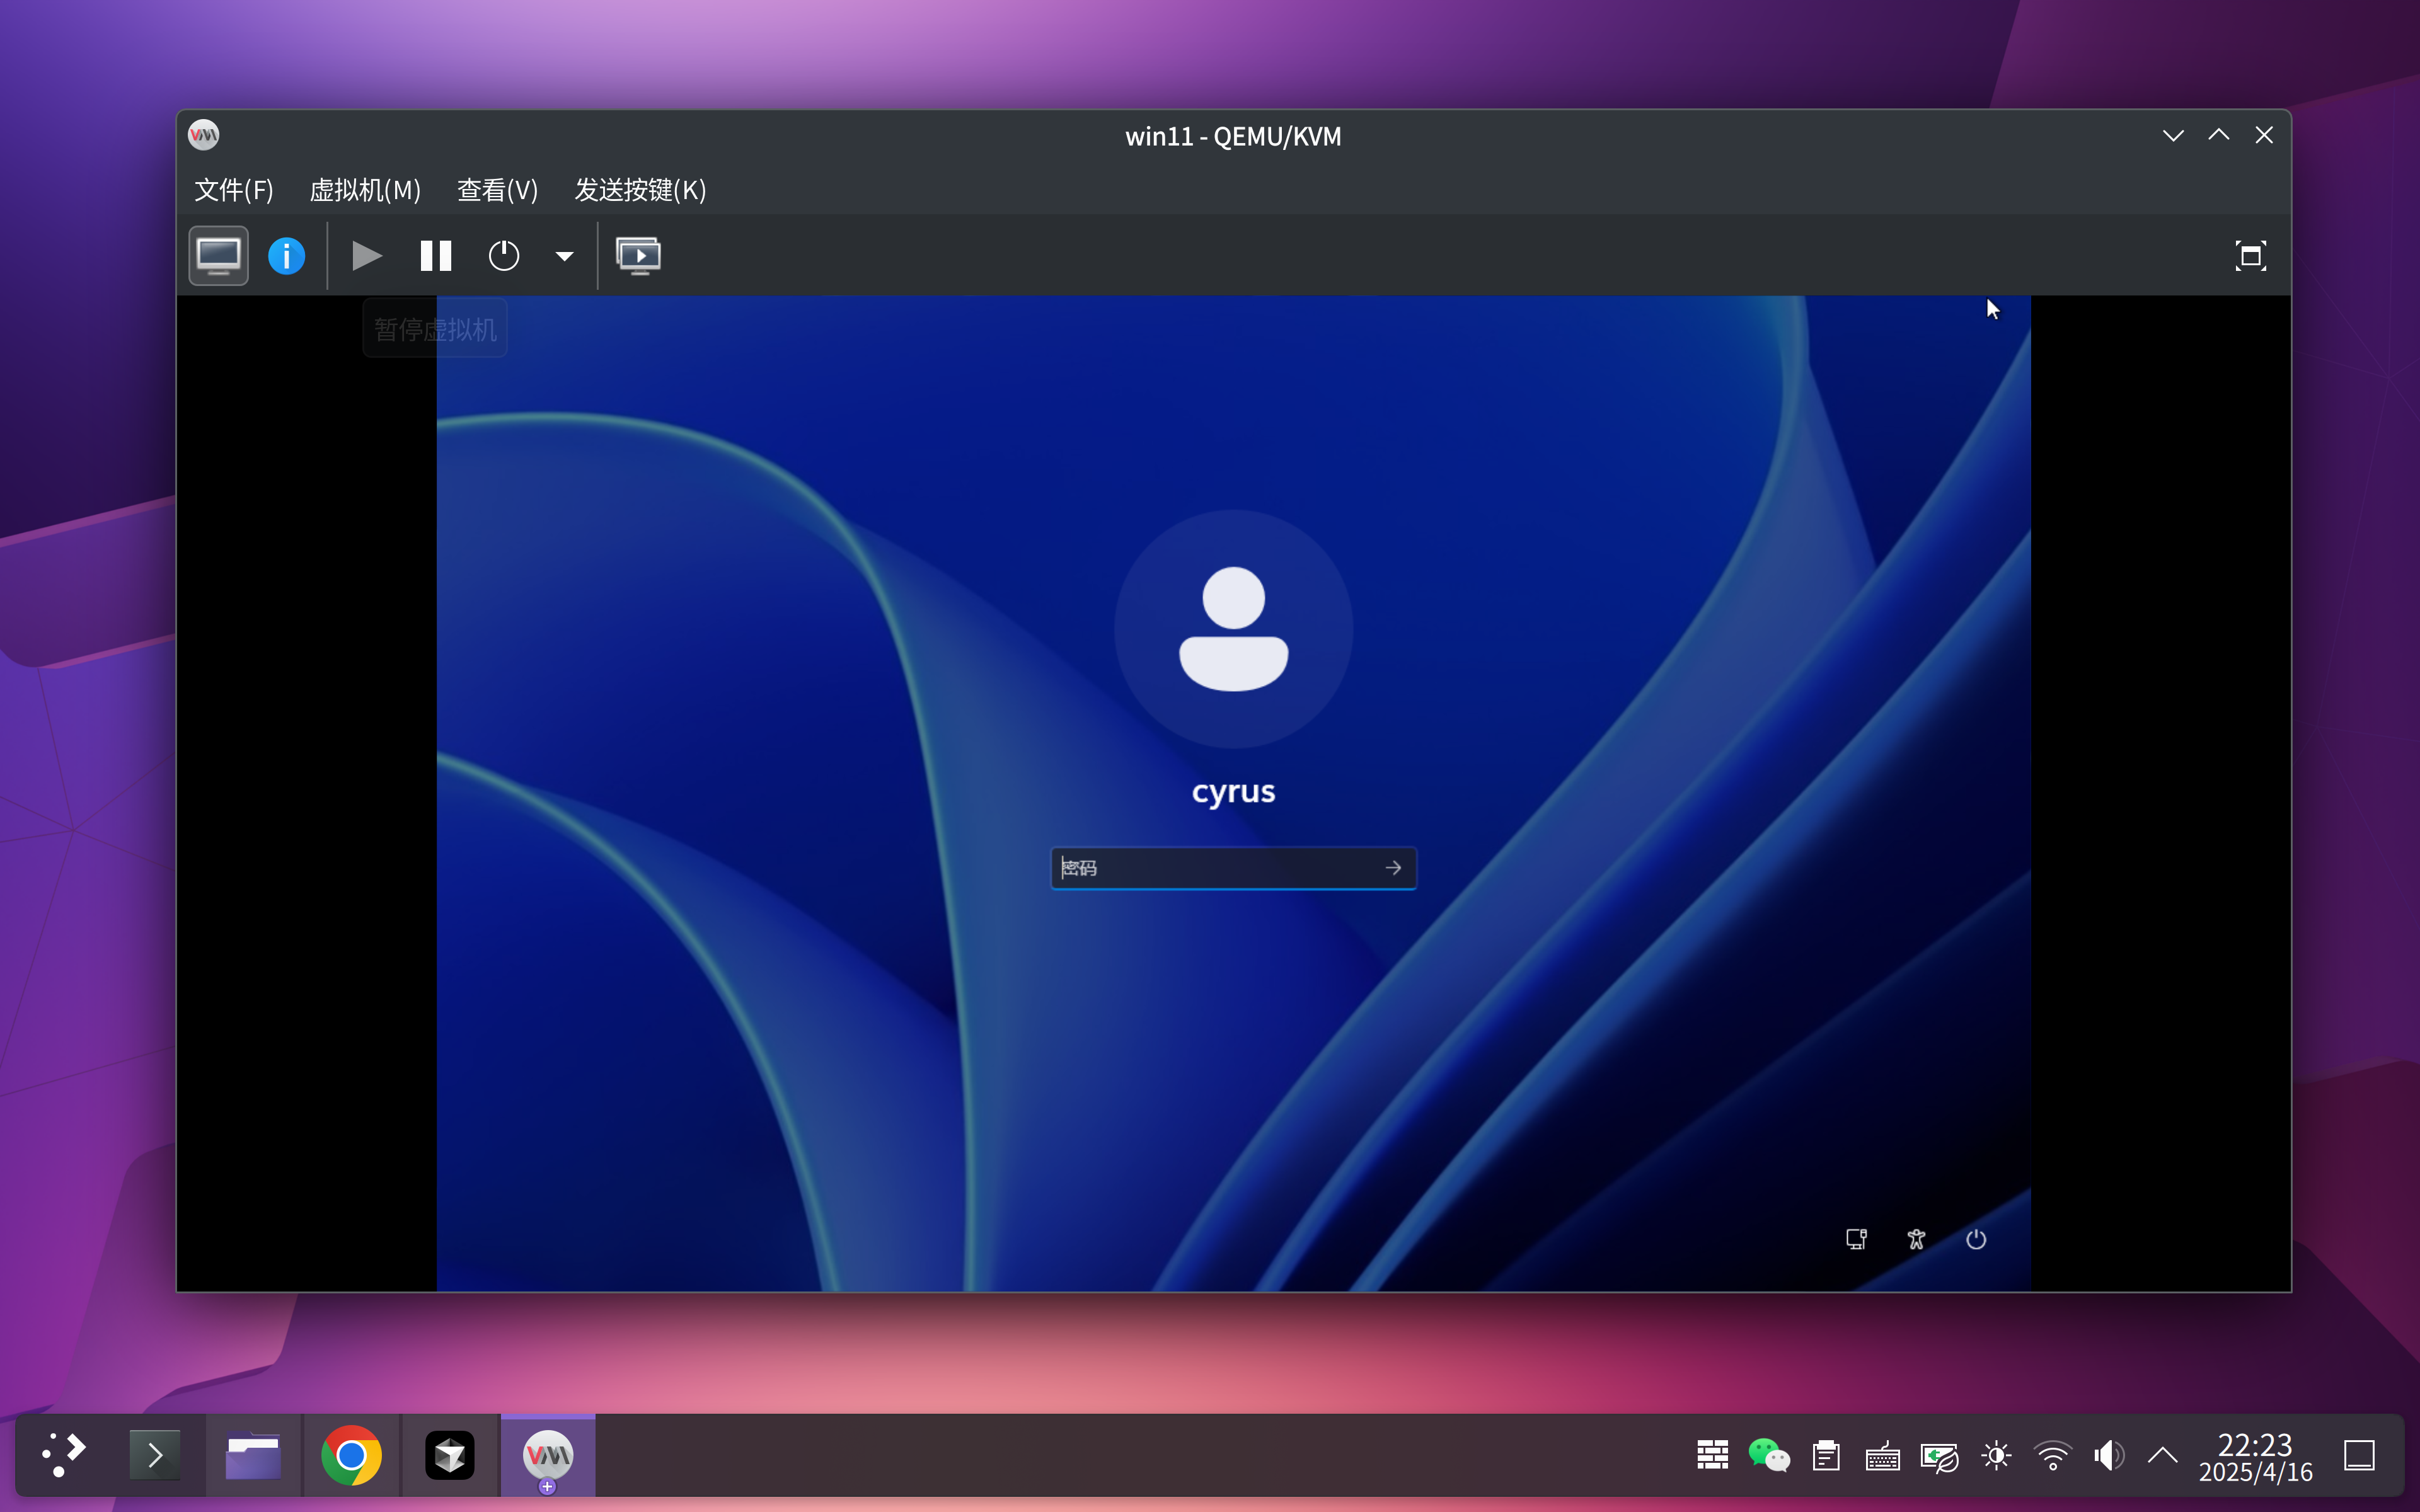 win11 - QEMU/KVM
文件(F) 虚拟机(M) 查看(V) 发送按键(K)
暂停虚拟机
cyrus
密码
22:23
2025/4/16